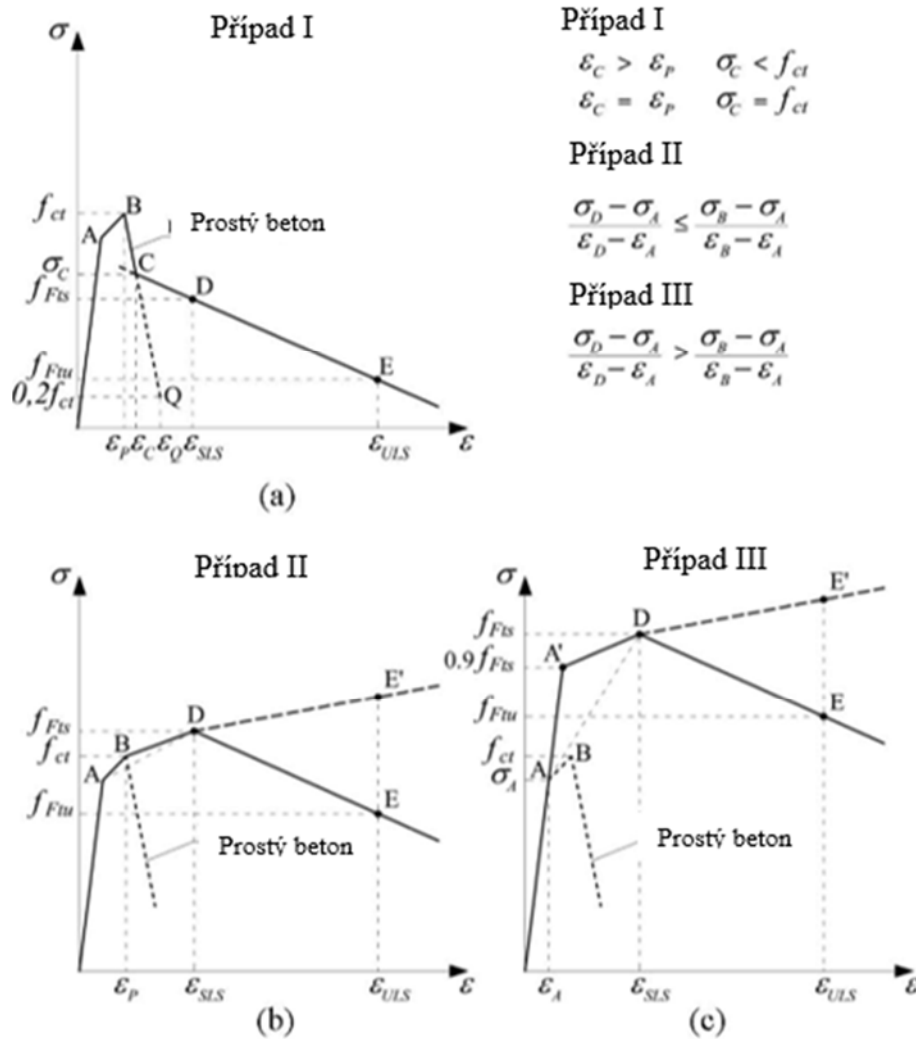 Případ I
σ
f_ct
B
A
Prostý beton
σ_C
C
f_Fts
D
f_Ftu
E
0,2f_ct
Q
ε_P ε_C ε_Q ε_SLS ε_ULS ε
(a)
Případ I
ε_C > ε_P σ_C < f_ct
ε_C = ε_P σ_C = f_ct
Případ II
σ_D − σ_A / ε_D − ε_A ≤ σ_B − σ_A / ε_B − ε_A
Případ III
σ_D − σ_A / ε_D − ε_A > σ_B − σ_A / ε_B − ε_A
Případ II
σ
E'
f_Fts
D
f_ct
B
A
f_Ftu
E
Prostý beton
ε_P ε_SLS ε_ULS ε
(b)
Případ III
σ
E'
f_Fts
D
0.9f_Fts
A'
f_Ftu
E
f_ct
B
σ_A
A
Prostý beton
ε_A ε_SLS ε_ULS ε
(c)